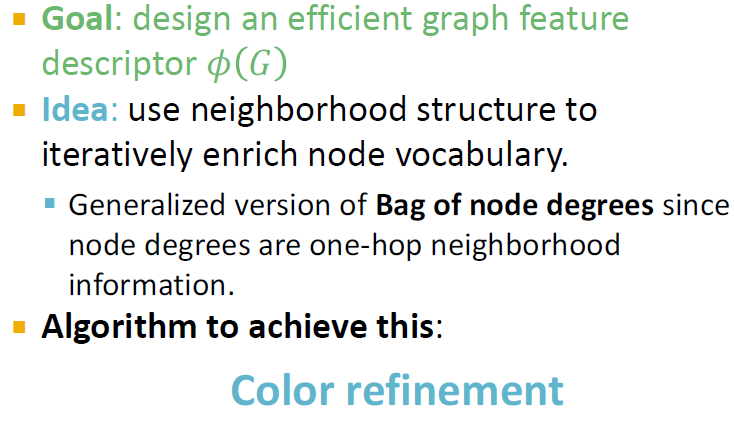 ▪ Goal: design an efficient graph feature
descriptor 𝜙(𝐺)
▪ Idea: use neighborhood structure to
iteratively enrich node vocabulary.
▪ Generalized version of Bag of node degrees since
node degrees are one-hop neighborhood
information.
▪ Algorithm to achieve this:
Color refinement